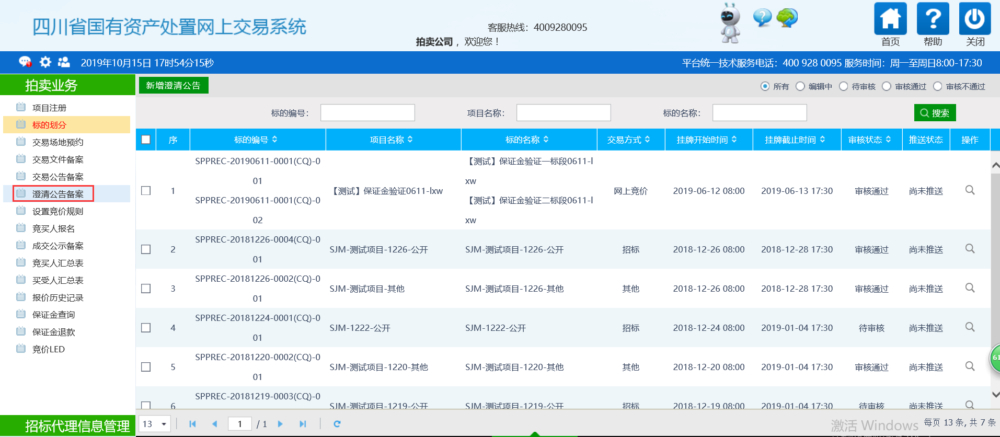 四川省国有资产处置网上交易系统
客服热线：4009280095
拍卖公司， 欢迎您！
首页
帮助
关闭
2019年10月15日 17时54分15秒
平台统一技术服务电话：400 928 0095 服务时间：周一至周日8:00-17:30
拍卖业务
项目注册
标的划分
交易场地预约
交易文件备案
交易公告备案
澄清公告备案
设置竞价规则
竞买人报名
成交公示备案
竞买人汇总表
买受人汇总表
报价历史记录
保证金查询
保证金退款
竞价LED
招标代理信息管理
新增澄清公告
所有 编辑中 待审核 审核通过 审核不通过
标的编号：
项目名称：
标的名称：
搜索
序 标的编号 项目名称 标的名称 交易方式 挂牌开始时间 挂牌截止时间 审核状态 推送状态 操作
SPPREC-20190611-0001(CQ)-0
01
SPPREC-20190611-0001(CQ)-0
02
【测试】保证金验证一标段0611-l
xw
【测试】保证金验证二标段0611-l
xw
1 【测试】保证金验证0611-lxw 网上竞价 2019-06-12 08:00 2019-06-13 17:30 审核通过 尚未推送
SPPREC-20181226-0004(CQ)-0
01
2 SJM-测试项目-1226-公开 SJM-测试项目-1226-公开 招标 2018-12-26 08:00 2018-12-28 17:30 审核通过 尚未推送
SPPREC-20181226-0002(CQ)-0
01
3 SJM-测试项目-其他 SJM-测试项目-1226-其他 其他 2018-12-26 08:00 2018-12-28 17:30 审核通过 尚未推送
SPPREC-20181224-0001(CQ)-0
01
4 SJM-1222-公开 SJM-1222-公开 招标 2018-12-24 08:00 2019-01-04 17:30 待审核 尚未推送
SPPREC-20181220-0002(CQ)-0
01
5 SJM-测试项目-1220-其他 SJM-测试项目-1220-其他 其他 2018-12-20 08:00 2019-01-04 17:30 审核通过 尚未推送
SPPREC-20181219-0003(CQ)-0
6 SJM-测试项目-1219-公开 SJM-测试项目-1219-公开 招标 2018-12-19 08:00 2019-01-04 17:30 待审核 尚未推送
61
13 1 / 1
激活 Windows
每页 13 条, 共 7 条